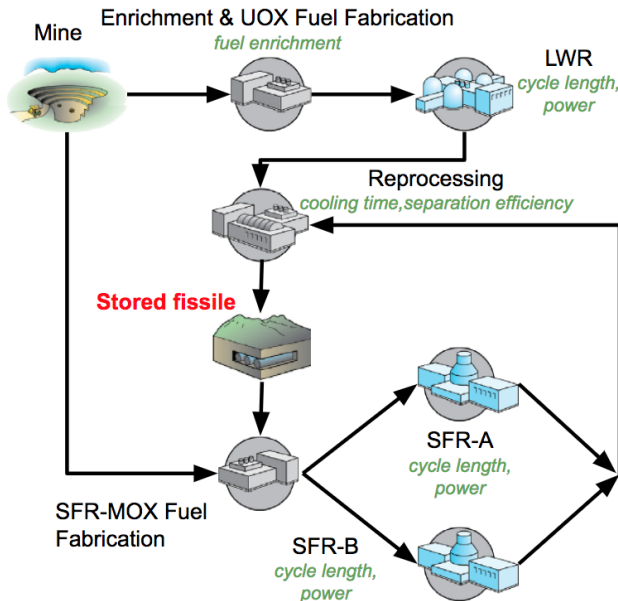 Enrichment & UOX Fuel Fabrication
fuel enrichment
Mine
LWR
cycle length,
power
Reprocessing
cooling time,separation efficiency
Stored fissile
SFR-A
cycle length,
power
SFR-MOX Fuel
Fabrication
SFR-B
cycle length,
power